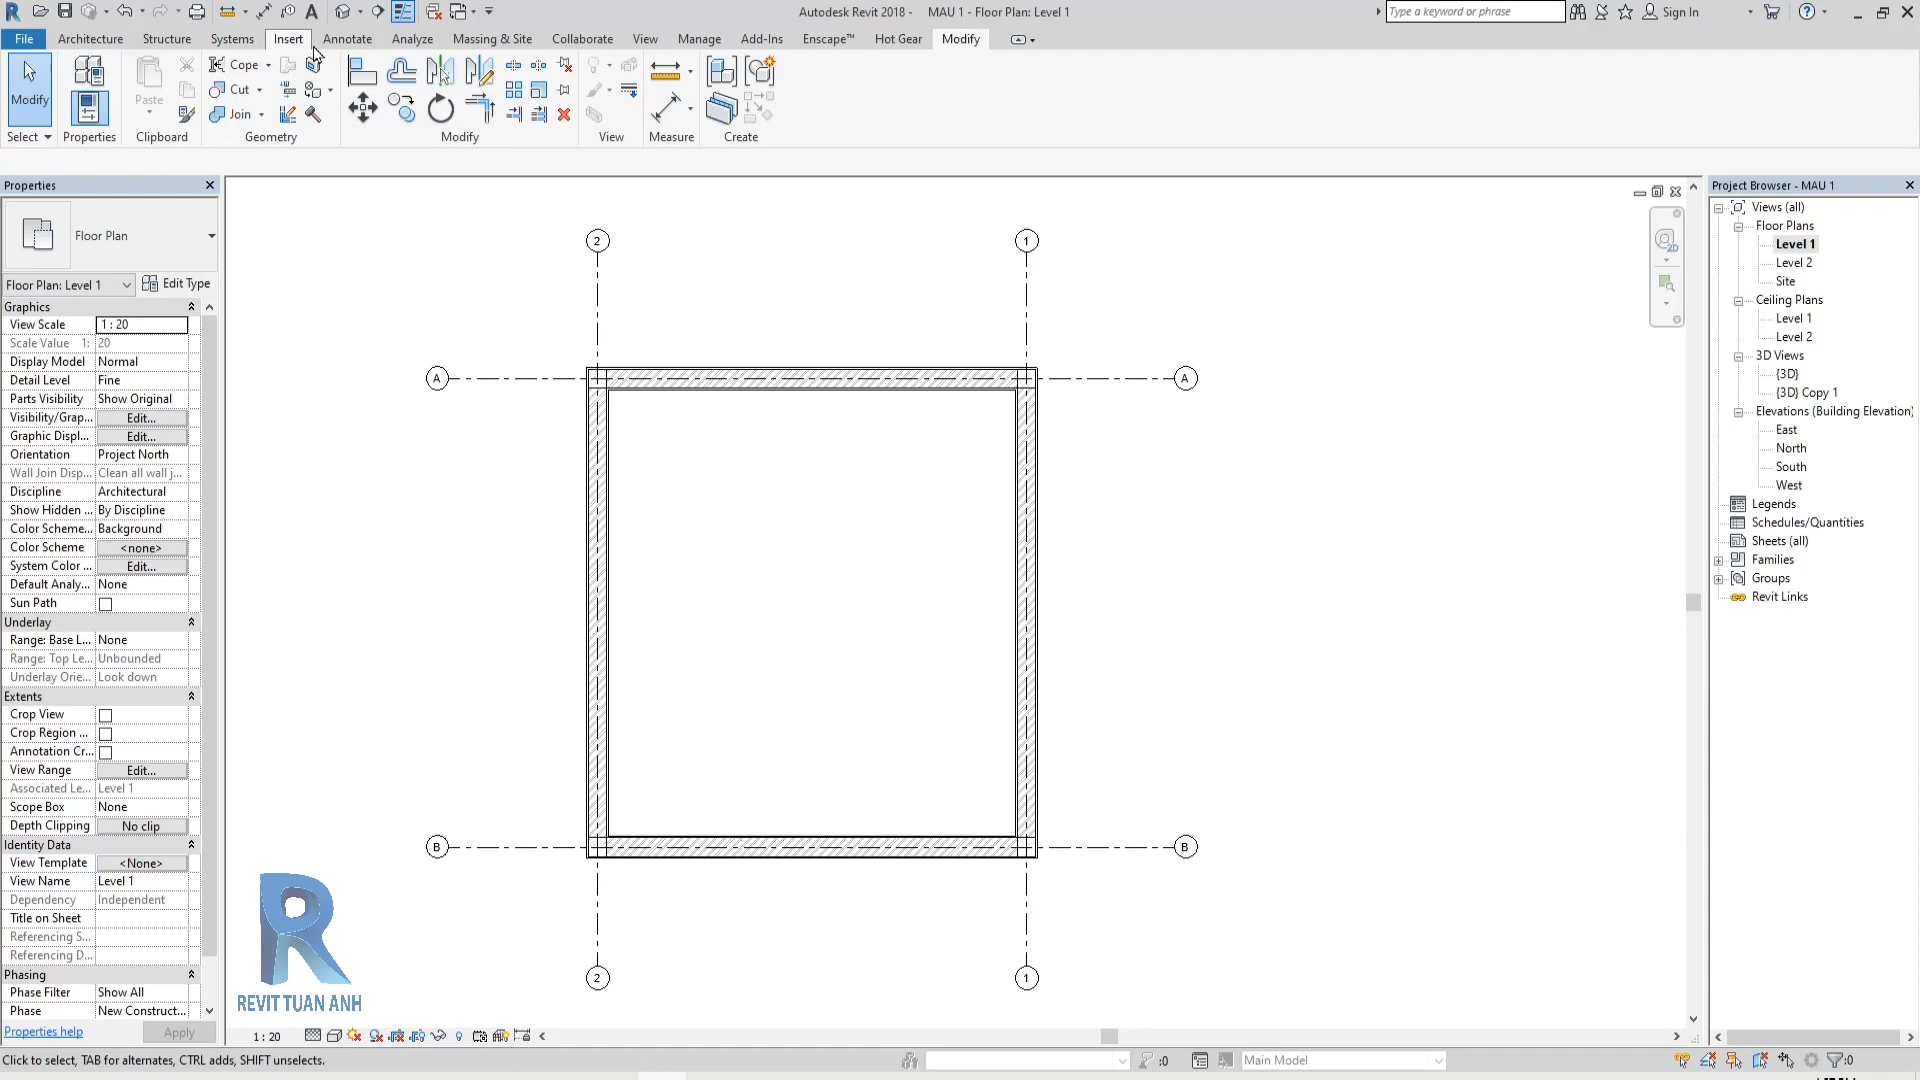 Autodesk Revit 2018 - MAU 1 - Floor Plan: Level 1
Type a keyword or phrase
Sign In
File Architecture Structure Systems Insert Annotate Analyze Massing & Site Collaborate View Manage Add-Ins Enscape™ Hot Gear Modify
Modify
Paste
Cope
Cut
Join
Select Properties Clipboard Geometry Modify View Measure Create
Properties
Floor Plan
Floor Plan: Level 1 Edit Type
Graphics
View Scale 1 : 20
Scale Value 1: 20
Display Model Normal
Detail Level Fine
Parts Visibility Show Original
Visibility/Grap... Edit...
Graphic Displ... Edit...
Orientation Project North
Wall Join Disp... Clean all wall j...
Discipline Architectural
Show Hidden ... By Discipline
Color Scheme... Background
Color Scheme <none>
System Color ... Edit...
Default Analy... None
Sun Path
Underlay
Range: Base L... None
Range: Top Le... Unbounded
Underlay Orie... Look down
Extents
Crop View
Crop Region ...
Annotation Cr...
View Range Edit...
Associated Le... Level 1
Scope Box None
Depth Clipping No clip
Identity Data
View Template <None>
View Name Level 1
Dependency Independent
Title on Sheet
Referencing S...
Referencing D...
Phasing
Phase Filter Show All
Phase New Construct...
Properties help Apply
2 1
A A
B B
2 1
REVIT TUAN ANH
2D
Project Browser - MAU 1
Views (all)
Floor Plans
Level 1
Level 2
Site
Ceiling Plans
Level 1
Level 2
3D Views
{3D}
{3D} Copy 1
Elevations (Building Elevation)
East
North
South
West
Legends
Schedules/Quantities
Sheets (all)
Families
Groups
Revit Links
1 : 20
Click to select, TAB for alternates, CTRL adds, SHIFT unselects.
:0
Main Model
:0